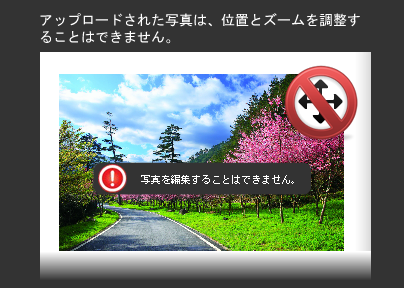 アップロードされた写真は、位置とズームを調整す
ることはできません。
写真を編集することはできません。